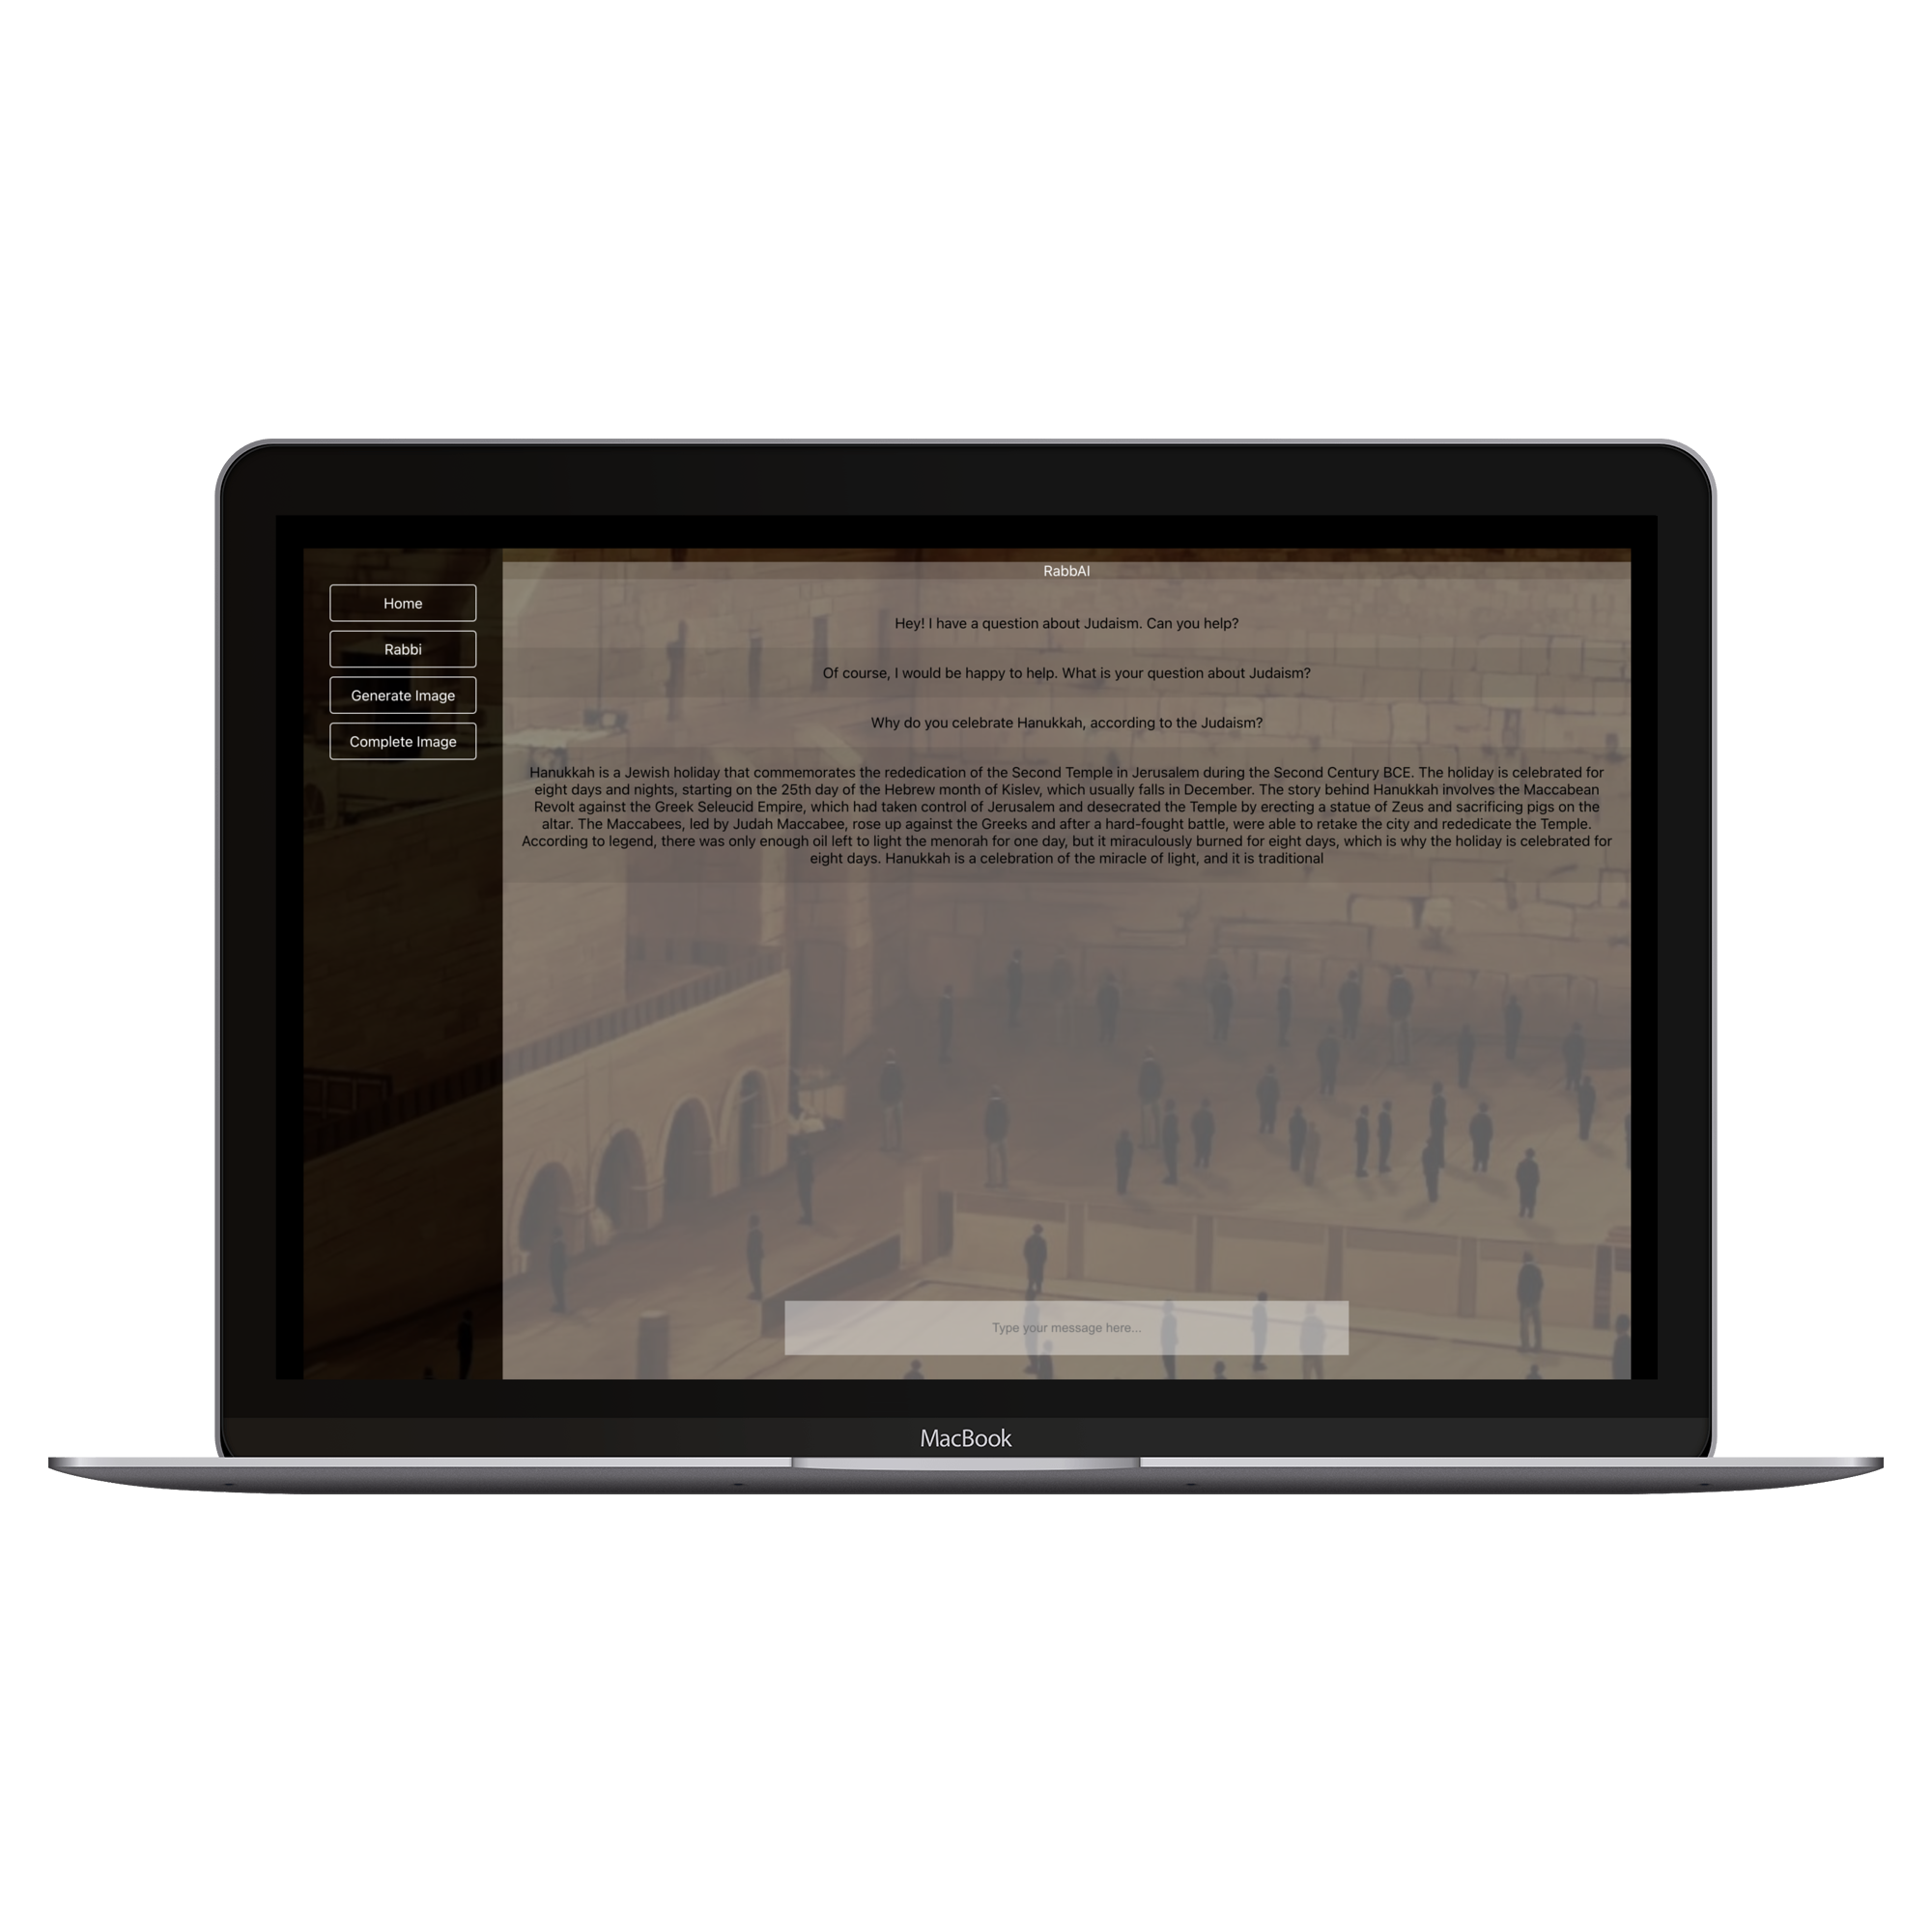 RabbAI
Home
Rabbi
Generate Image
Complete Image
Hey! I have a question about Judaism. Can you help?
Of course, I would be happy to help. What is your question about Judaism?
Why do you celebrate Hanukkah, according to the Judaism?
Hanukkah is a Jewish holiday that commemorates the rededication of the Second Temple in Jerusalem during the Second Century BCE. The holiday is celebrated for
eight days and nights, starting on the 25th day of the Hebrew month of Kislev, which usually falls in December. The story behind Hanukkah involves the Maccabean
Revolt against the Greek Seleucid Empire, which had taken control of Jerusalem and desecrated the Temple by erecting a statue of Zeus and sacrificing pigs on the
altar. The Maccabees, led by Judah Maccabee, rose up against the Greeks and after a hard-fought battle, were able to retake the city and rededicate the Temple.
According to legend, there was only enough oil left to light the menorah for one day, but it miraculously burned for eight days, which is why the holiday is celebrated for
eight days. Hanukkah is a celebration of the miracle of light, and it is traditional
Type your message here...
MacBook